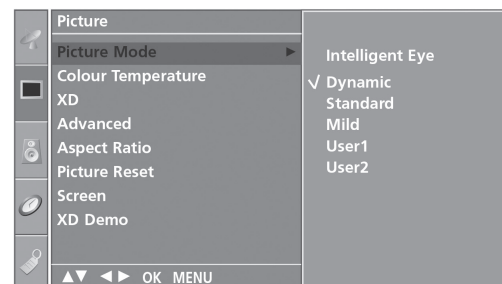 Picture
Picture Mode ▶
Colour Temperature
XD
Advanced
Aspect Ratio
Picture Reset
Screen
XD Demo
▲▼ ◀▶ OK MENU
Intelligent Eye
√ Dynamic
Standard
Mild
User1
User2